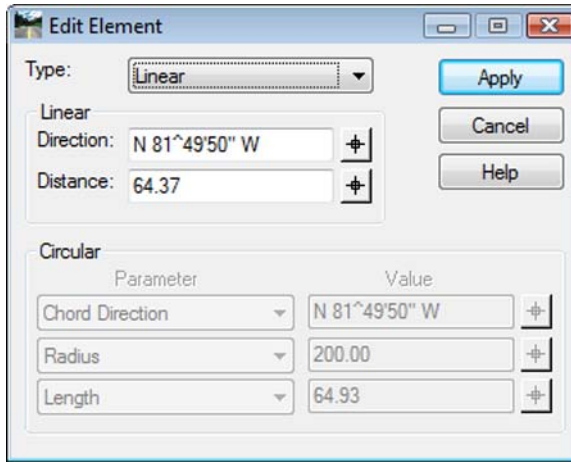 Edit Element
Type: Linear Apply
Linear
Direction: N 81^49'50" W Cancel
Distance: 64.37 Help
Circular
Parameter Value
Chord Direction N 81^49'50" W
Radius 200.00
Length 64.93